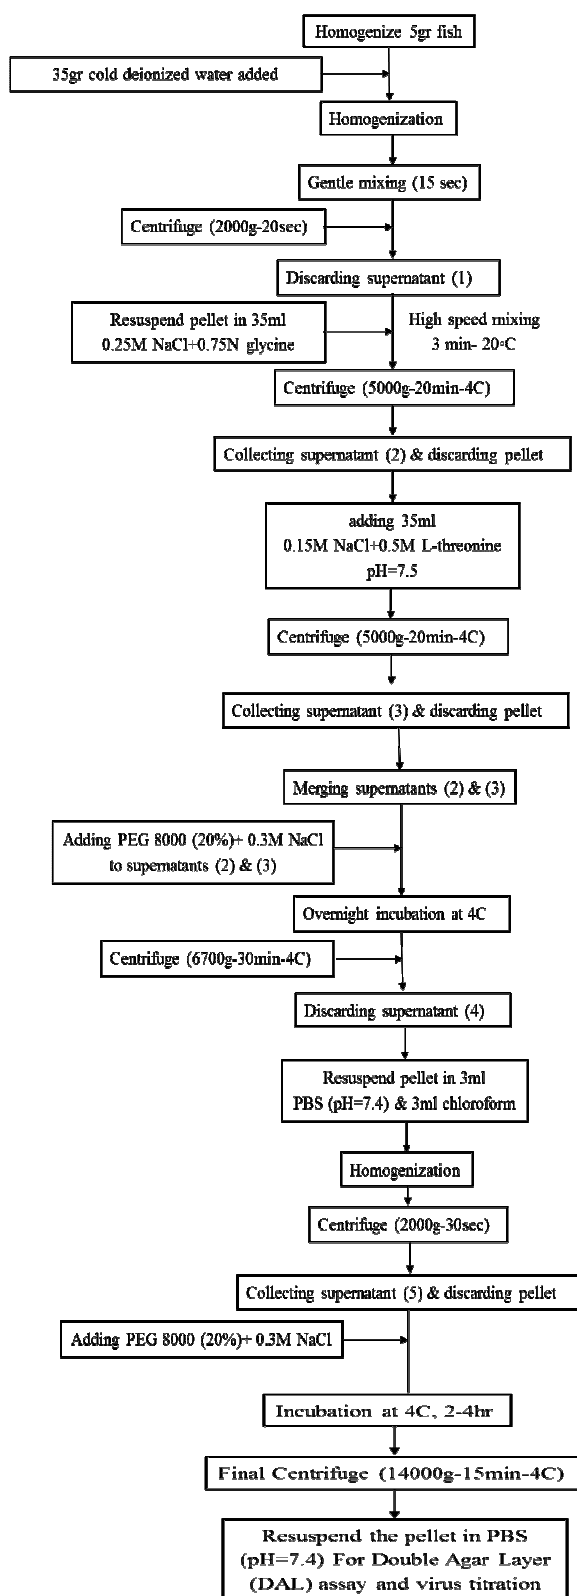 Homogenize 5gr fish
35gr cold deionized water added
Homogenization
Gentle mixing (15 sec)
Centrifuge (2000g-20sec)
Discarding supernatant (1)
Resuspend pellet in 35ml
0.25M NaCl+0.75N glycine
High speed mixing
3 min- 20◦C
Centrifuge (5000g-20min-4C)
Collecting supernatant (2) & discarding pellet
adding 35ml
0.15M NaCl+0.5M L-threonine
pH=7.5
Centrifuge (5000g-20min-4C)
Collecting supernatant (3) & discarding pellet
Merging supernatants (2) & (3)
Adding PEG 8000 (20%)+ 0.3M NaCl
to supernatants (2) & (3)
Overnight incubation at 4C
Centrifuge (6700g-30min-4C)
Discarding supernatant (4)
Resuspend pellet in 3ml
PBS (pH=7.4) & 3ml chloroform
Homogenization
Centrifuge (2000g-30sec)
Collecting supernatant (5) & discarding pellet
Adding PEG 8000 (20%)+ 0.3M NaCl
Incubation at 4C, 2-4hr
Final Centrifuge (14000g-15min-4C)
Resuspend the pellet in PBS
(pH=7.4) For Double Agar Layer
(DAL) assay and virus titration